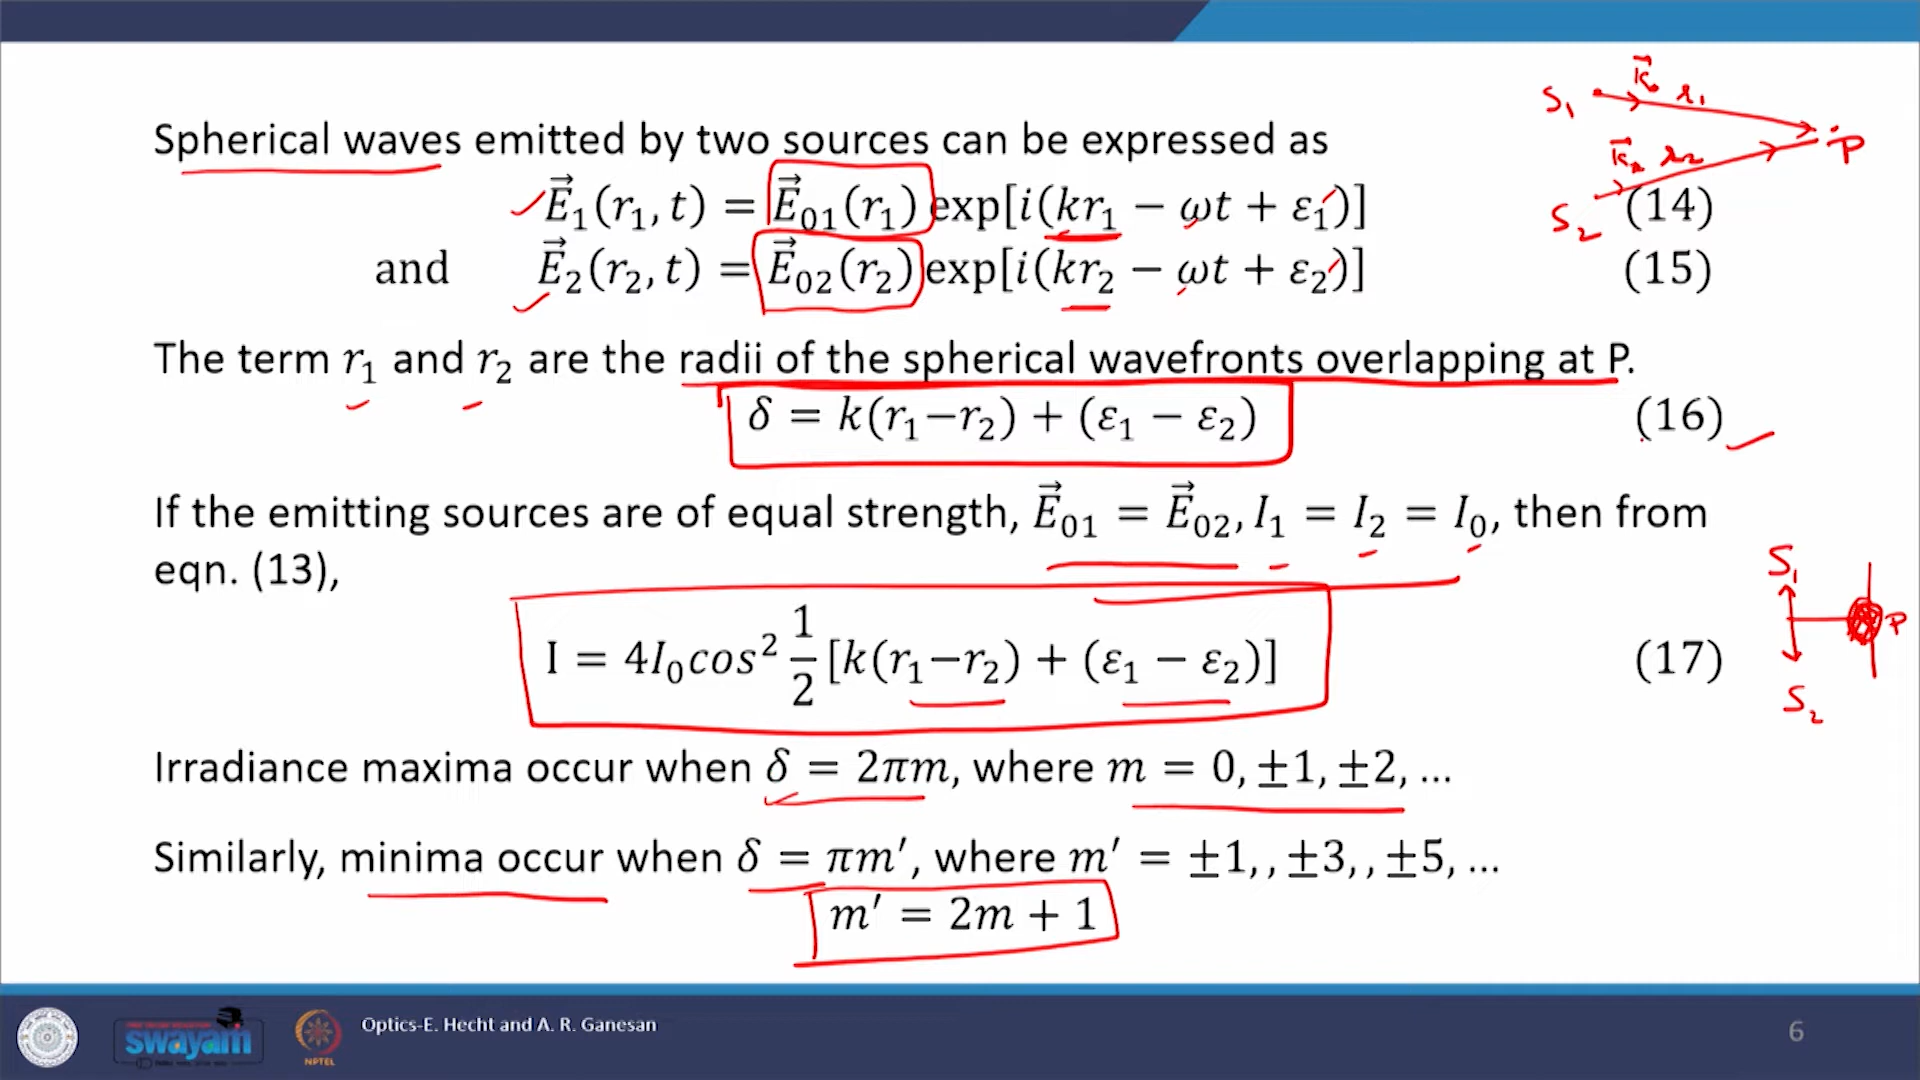 Spherical waves emitted by two sources can be expressed as
E⃗₁(r₁, t) = E⃗₀₁(r₁)exp[i(kr₁ − ωt + ε₁)] (14)
and E⃗₂(r₂, t) = E⃗₀₂(r₂)exp[i(kr₂ − ωt + ε₂)] (15)
The term r₁ and r₂ are the radii of the spherical wavefronts overlapping at P.
δ = k(r₁−r₂) + (ε₁ − ε₂) (16)
If the emitting sources are of equal strength, E⃗₀₁ = E⃗₀₂, I₁ = I₂ = I₀, then from
eqn. (13),
I = 4I₀cos² 1/2 [k(r₁−r₂) + (ε₁ − ε₂)] (17)
Irradiance maxima occur when δ = 2πm, where m = 0, ±1, ±2, …
Similarly, minima occur when δ = πm′, where m′ = ±1, , ±3, , ±5, …
m′ = 2m + 1
S₁
r₁
P
r₂
S₂
S₁
P
S₂
swayam
NPTEL
Optics-E. Hecht and A. R. Ganesan
6